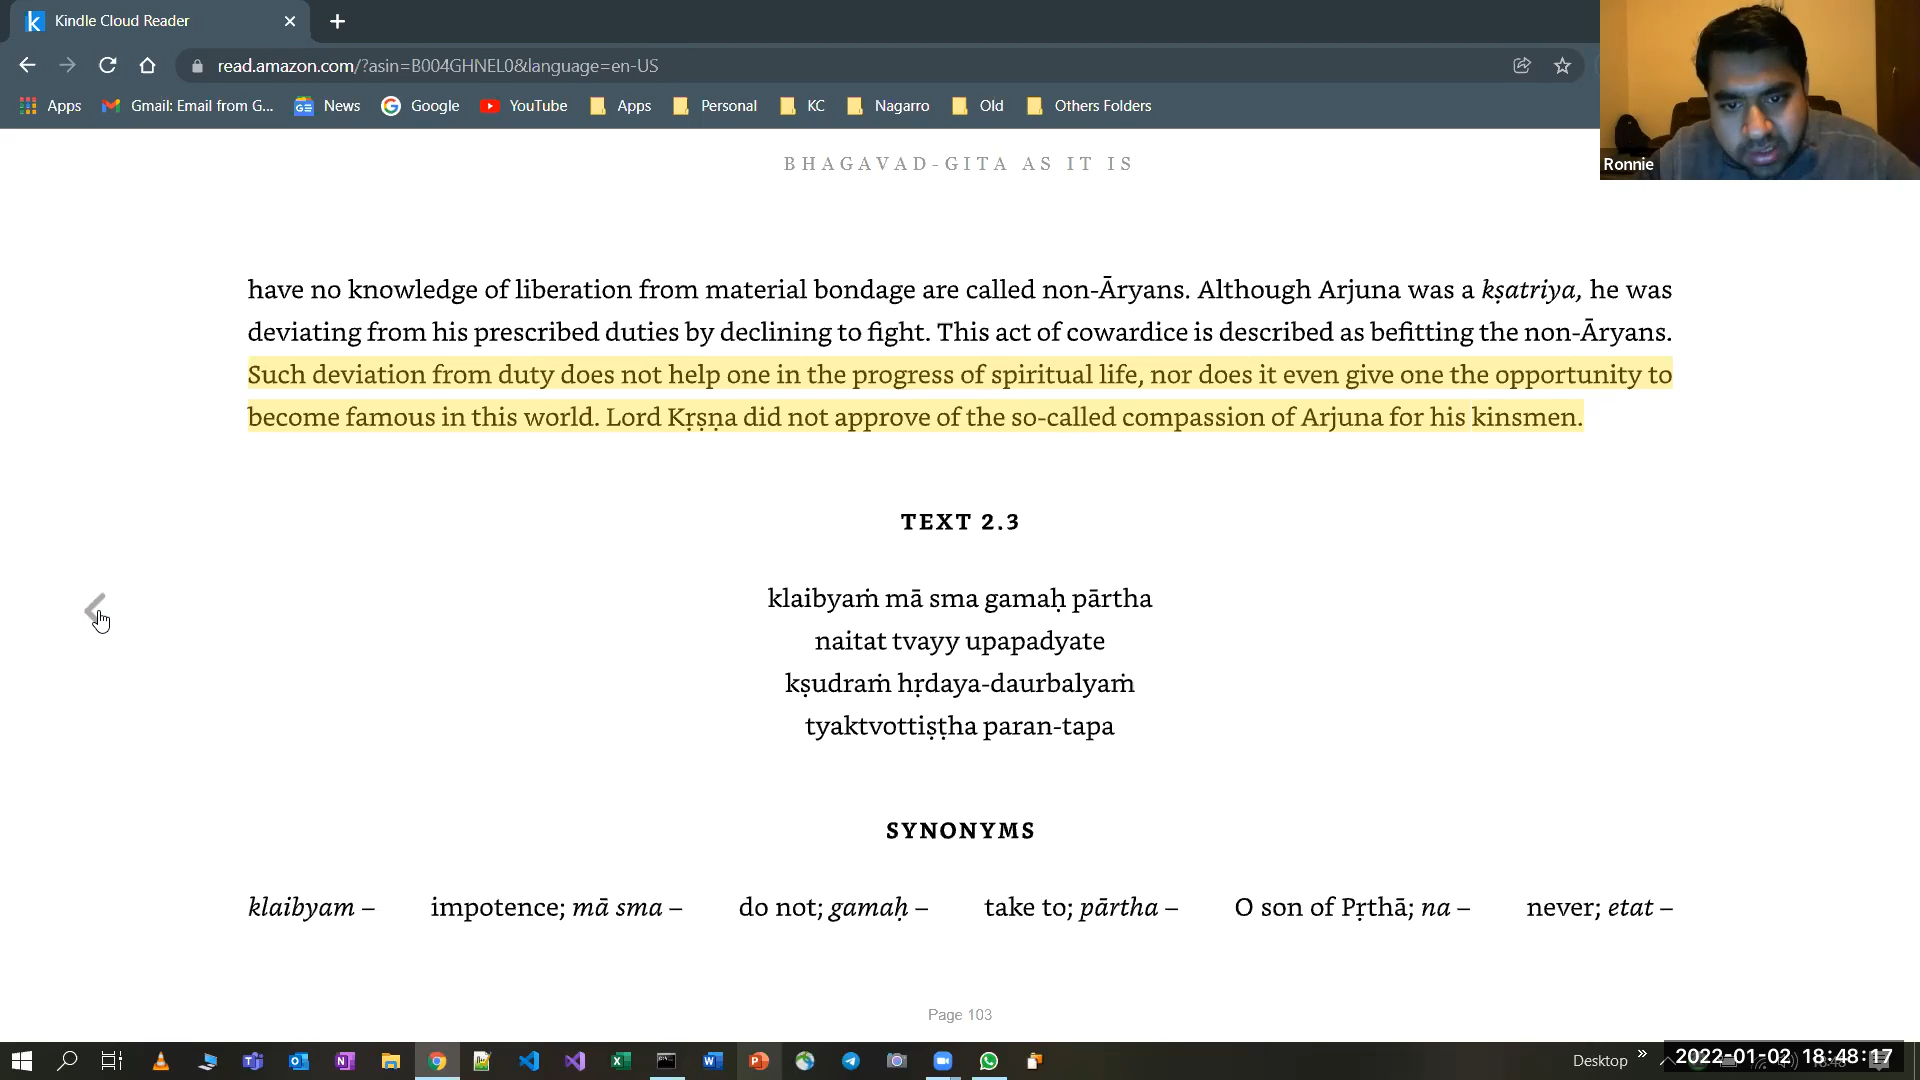 Kindle Cloud Reader
read.amazon.com/?asin=B004GHNEL0&language=en-US
Apps Gmail: Email from G... News Google YouTube Apps Personal KC Nagarro Old Others Folders
Ronnie
BHAGAVAD-GITA AS IT IS
have no knowledge of liberation from material bondage are called non-Āryans. Although Arjuna was a kṣatriya, he was
deviating from his prescribed duties by declining to fight. This act of cowardice is described as befitting the non-Āryans.
Such deviation from duty does not help one in the progress of spiritual life, nor does it even give one the opportunity to
become famous in this world. Lord Kṛṣṇa did not approve of the so-called compassion of Arjuna for his kinsmen.
TEXT 2.3
klaibyaṁ mā sma gamaḥ pārtha
naitat tvayy upapadyate
kṣudraṁ hṛdaya-daurbalyaṁ
tyaktvottiṣṭha paran-tapa
SYNONYMS
klaibyam – impotence; mā sma – do not; gamaḥ – take to; pārtha – O son of Pṛthā; na – never; etat –
Page 103
Desktop » 2022-01-02 18:48:17